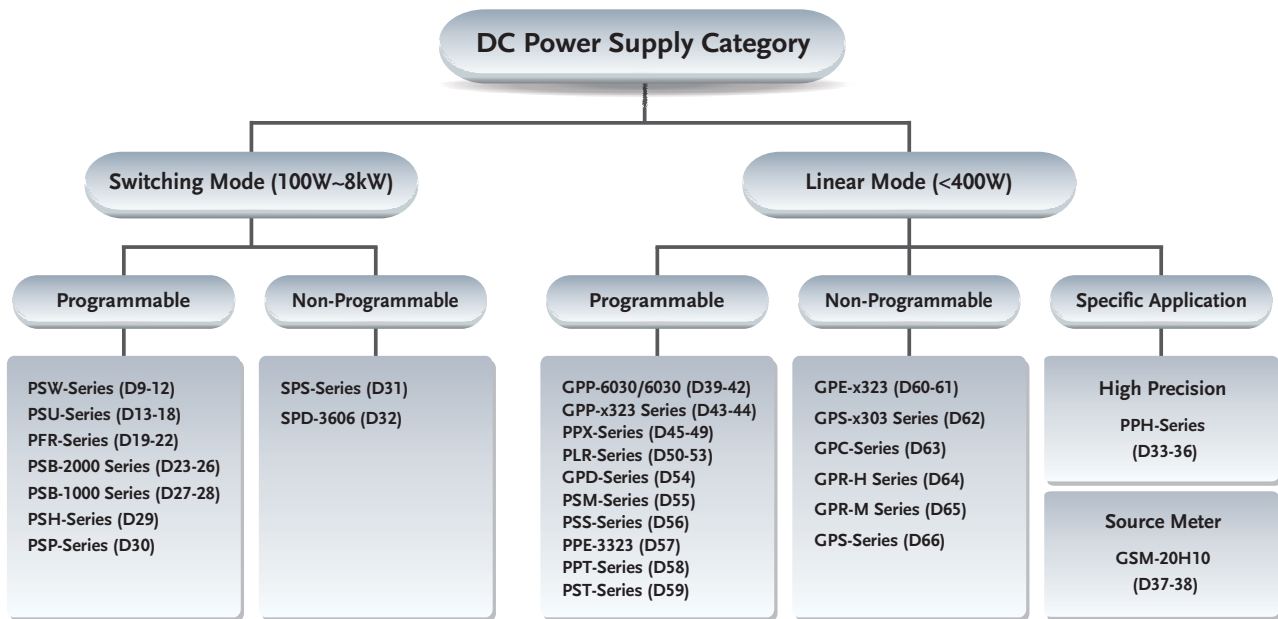 DC Power Supply Category
Switching Mode (100W~8kW)
Linear Mode (<400W)
Programmable
Non-Programmable
Programmable
Non-Programmable
Specific Application
PSW-Series (D9-12)
PSU-Series (D13-18)
PFR-Series (D19-22)
PSB-2000 Series (D23-26)
PSB-1000 Series (D27-28)
PSH-Series (D29)
PSP-Series (D30)
SPS-Series (D31)
SPD-3606 (D32)
GPP-6030/6030 (D39-42)
GPP-x323 Series (D43-44)
PPX-Series (D45-49)
PLR-Series (D50-53)
GPD-Series (D54)
PSM-Series (D55)
PSS-Series (D56)
PPE-3323 (D57)
PPT-Series (D58)
PST-Series (D59)
GPE-x323 (D60-61)
GPS-x303 Series (D62)
GPC-Series (D63)
GPR-H Series (D64)
GPR-M Series (D65)
GPS-Series (D66)
High Precision
PPH-Series
(D33-36)
Source Meter
GSM-20H10
(D37-38)